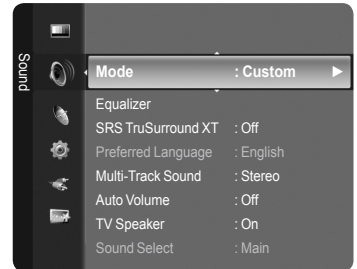 Sound
Mode : Custom ►
Equalizer
SRS TruSurround XT : Off
Preferred Language : English
Multi-Track Sound : Stereo
Auto Volume : Off
TV Speaker : On
Sound Select : Main